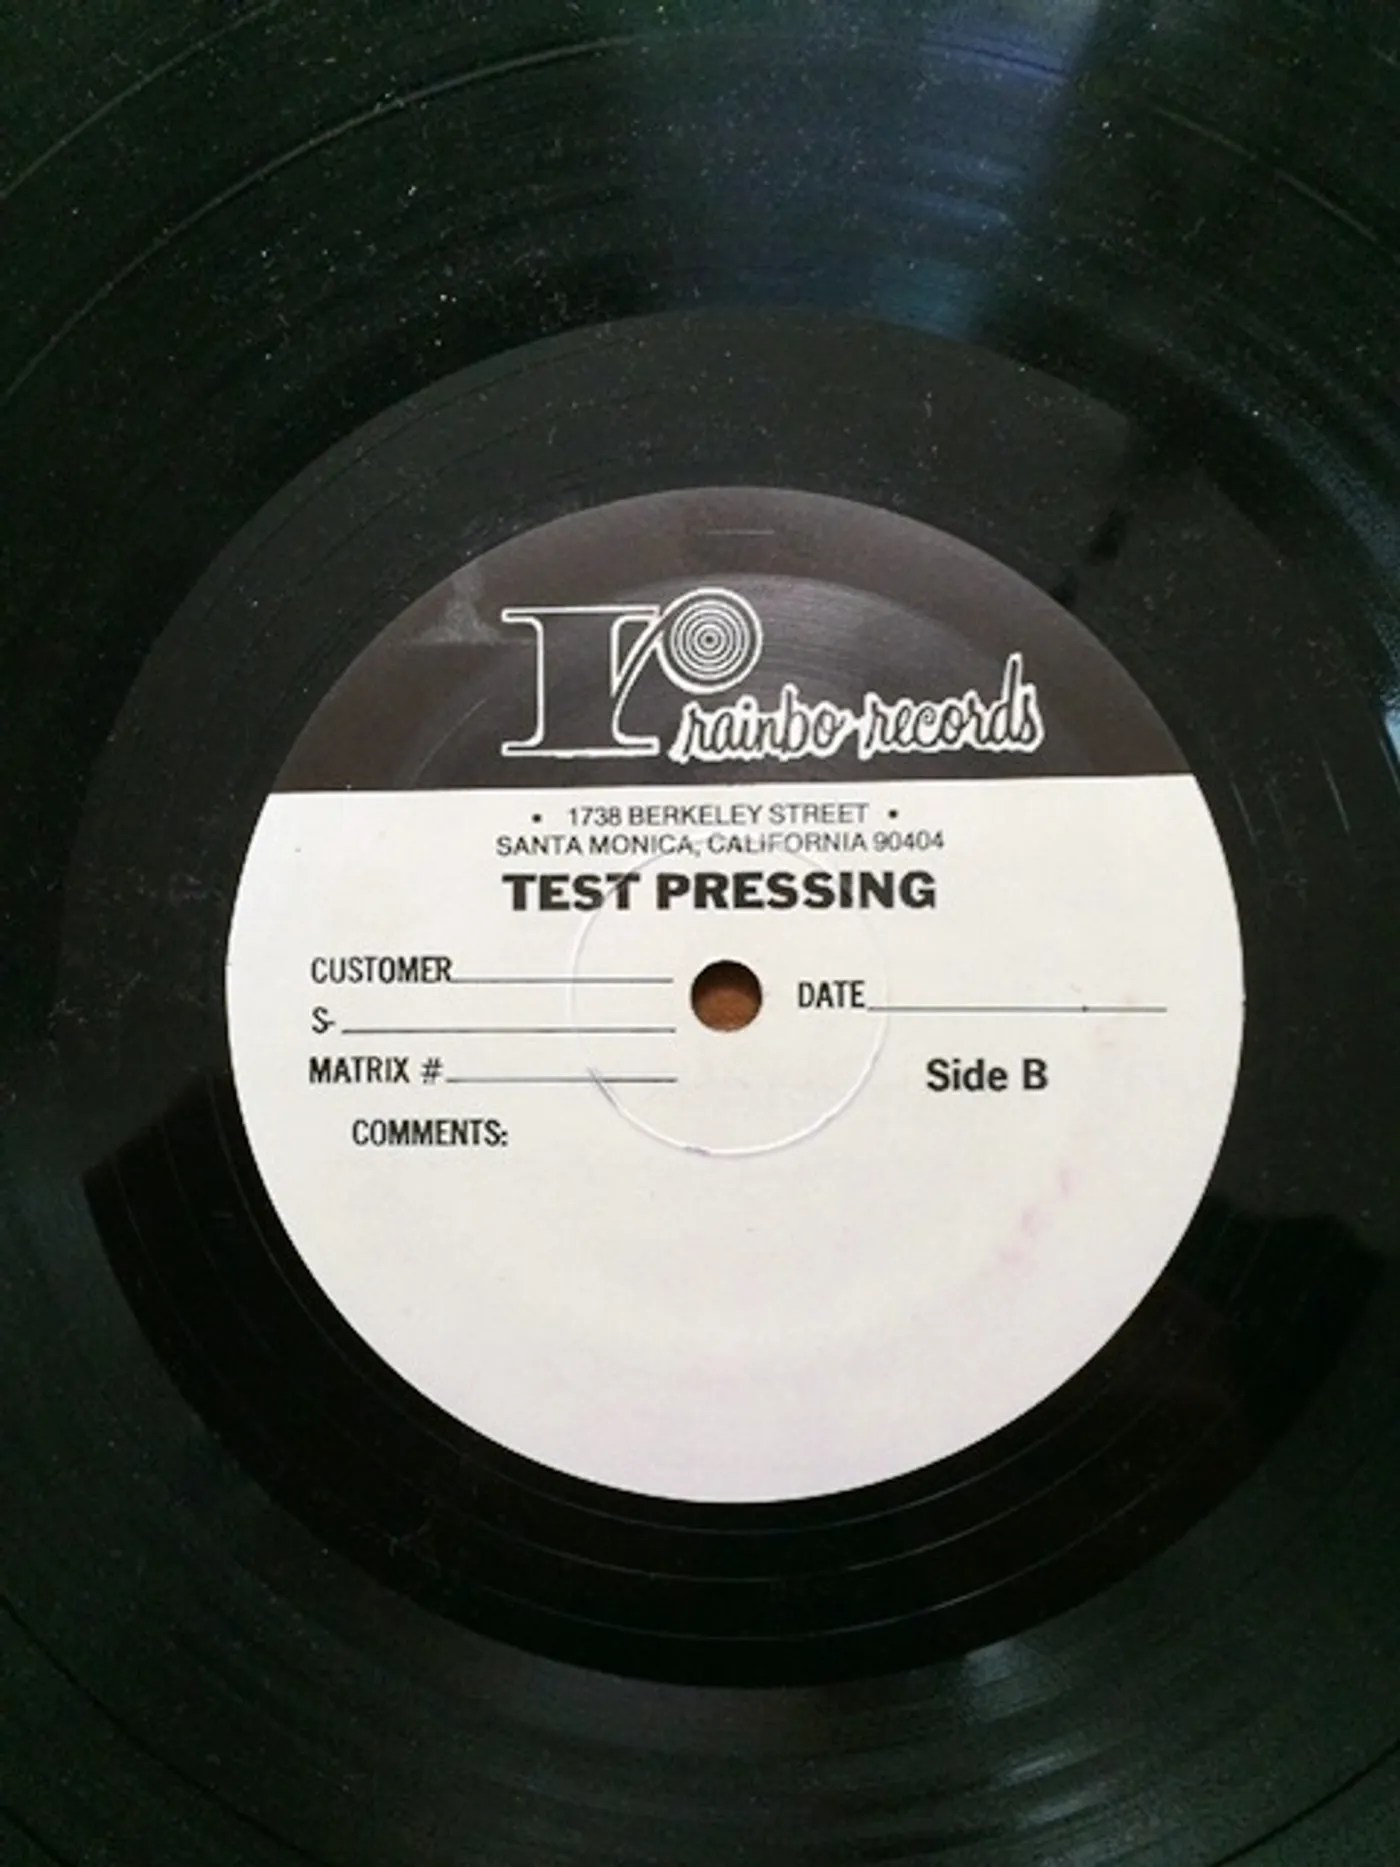 r
rainbo records
• 1738 BERKELEY STREET •
SANTA MONICA, CALIFORNIA 90404
TEST PRESSING
CUSTOMER
DATE
S-
MATRIX #
Side B
COMMENTS: